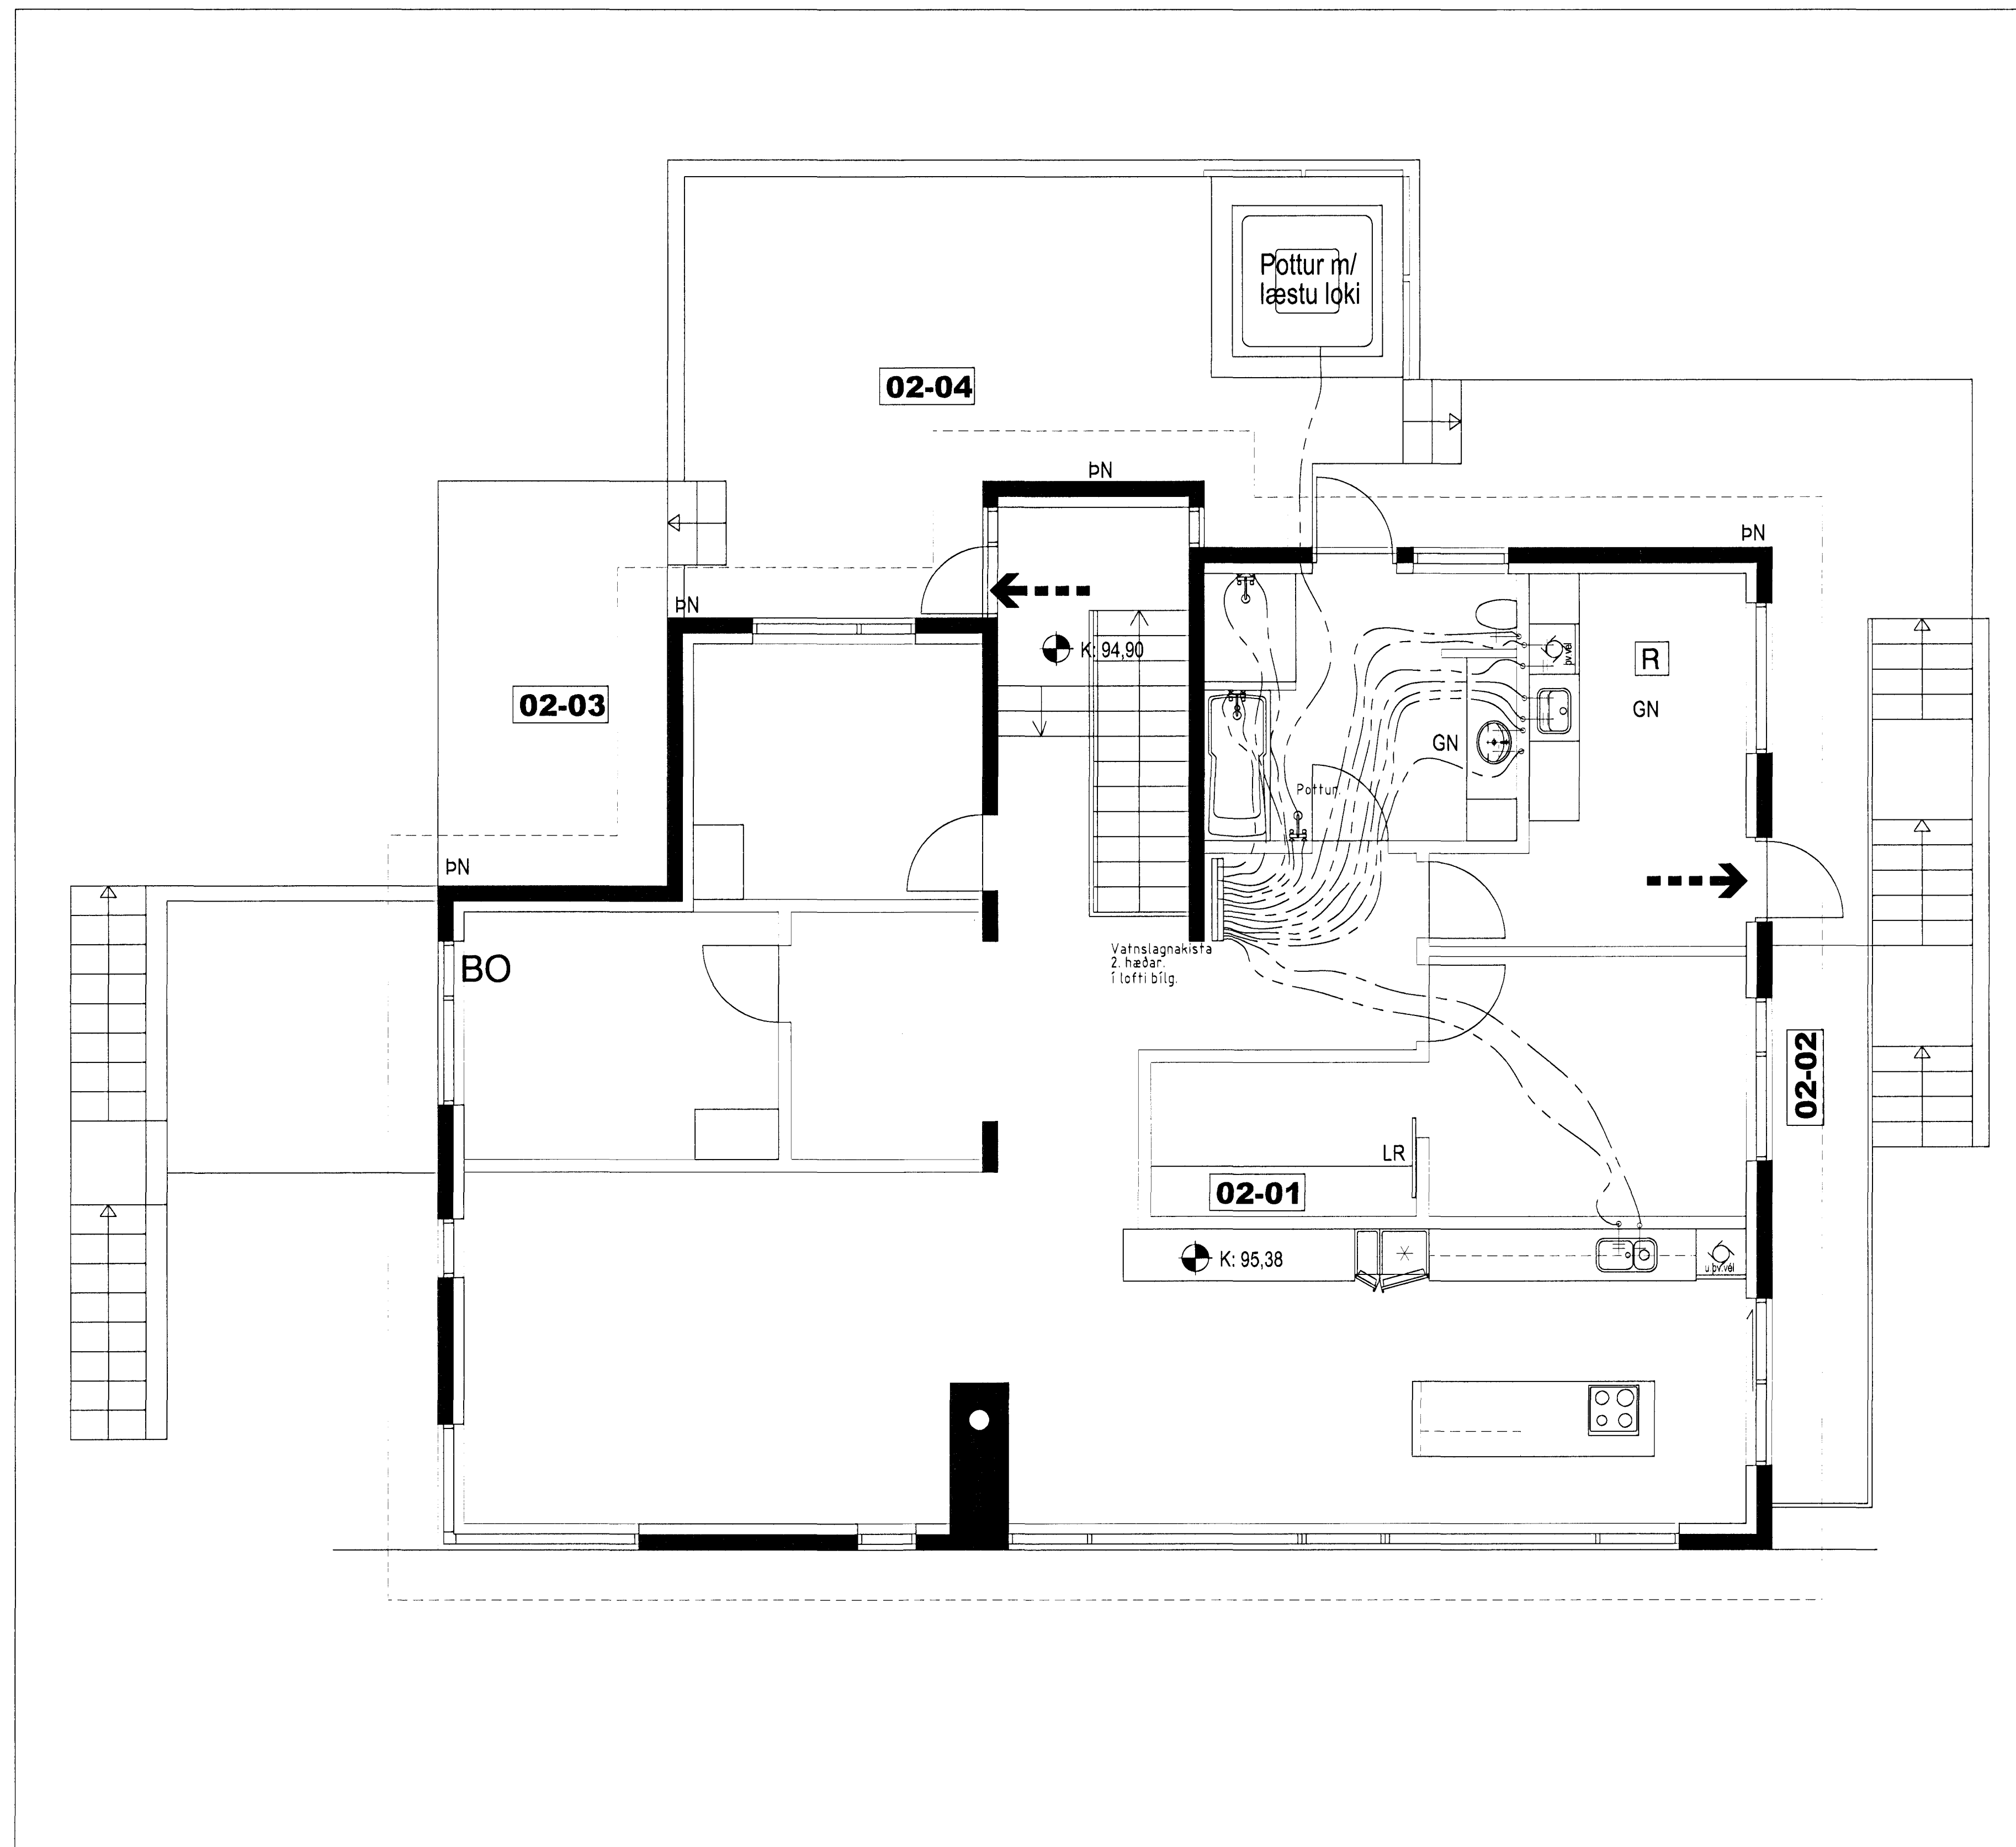 Pottur m/
læstu loki
02-04
ÞN
ÞN
ÞN
K: 94,90
þv.vél
R
02-03
GN
GN
Pottur.
ÞN
BO
Vatnslagnakista
2. hæðar.
í lofti bílg.
02-02
LR
02-01
K: 95,38
u.þv.vél